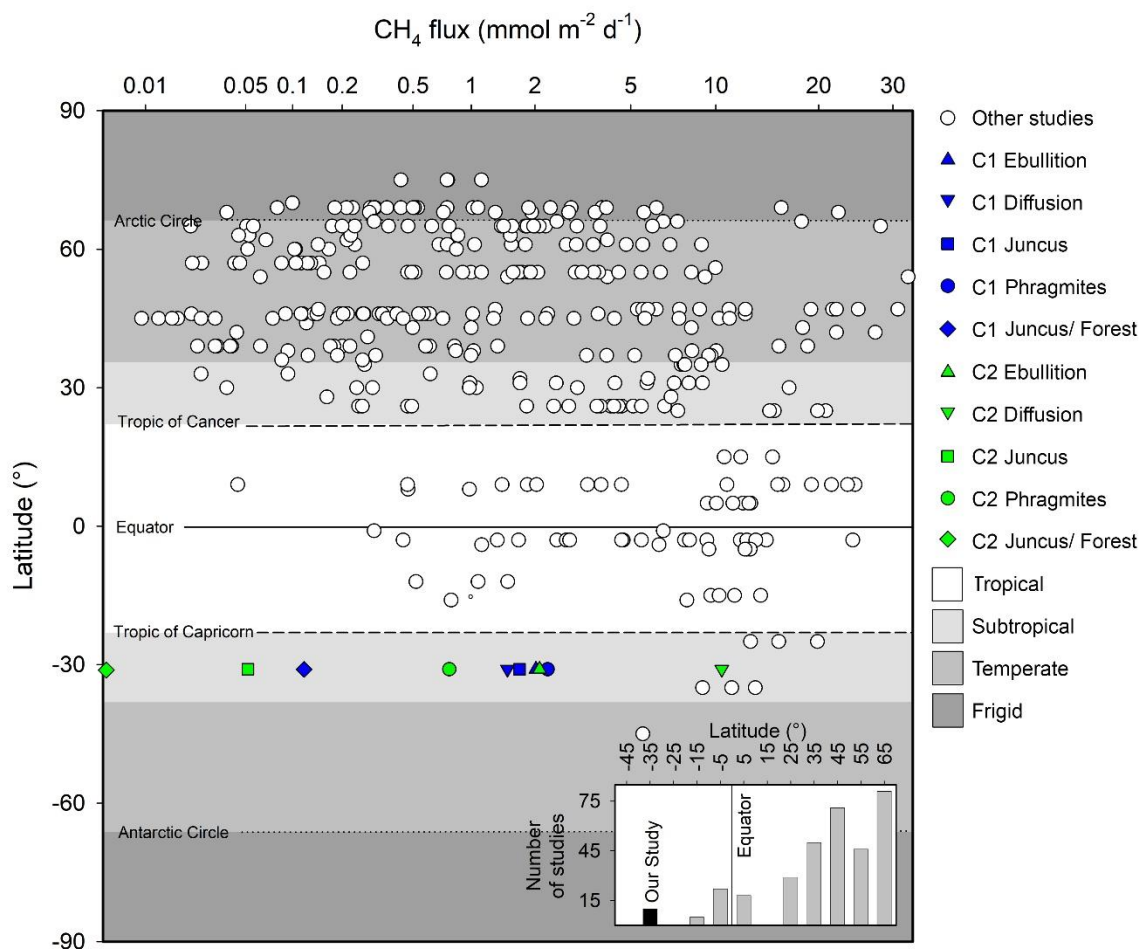 CH4 flux (mmol m-2 d-1)
0.01 0.05 0.1 0.2 0.5 1 2 5 10 20 30
90
60
30
0
-30
-60
-90
Latitude (°)
Arctic Circle
Tropic of Cancer
Equator
Tropic of Capricorn
Antarctic Circle
Other studies
C1 Ebullition
C1 Diffusion
C1 Juncus
C1 Phragmites
C1 Juncus/ Forest
C2 Ebullition
C2 Diffusion
C2 Juncus
C2 Phragmites
C2 Juncus/ Forest
Tropical
Subtropical
Temperate
Frigid
Latitude (°)
-45 -35 -25 -15 -5 5 15 25 35 45 55 65
75
45
15
Number
of studies
Our Study
Equator